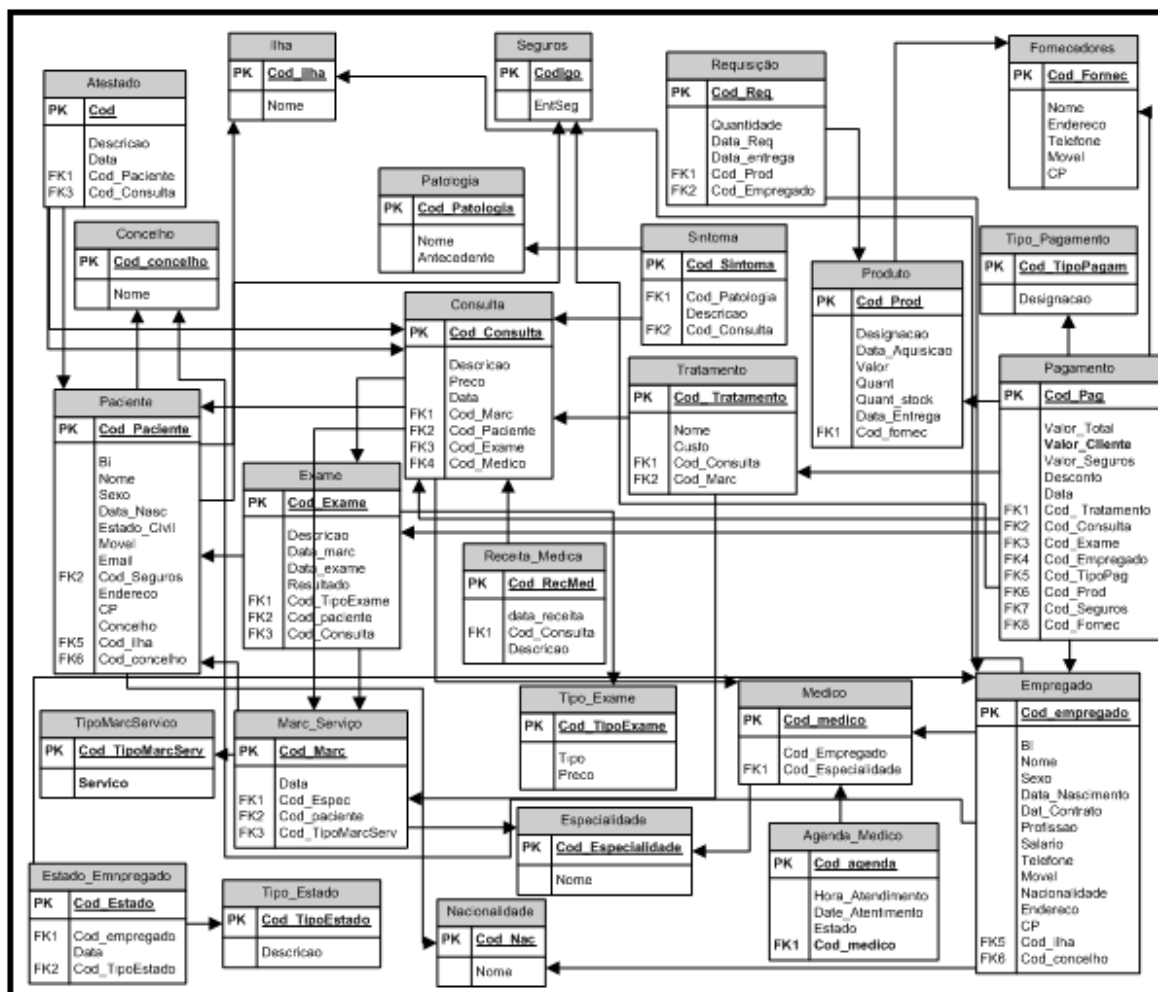 Ilha
PK Cod_Ilha
Nome
Seguros
PK Codigo
EntSeg
Requisição
PK Cod_Req
Quantidade
Data_Req
Data_entrega
FK1 Cod_Prod
FK2 Cod_Empregado
Fornecedores
PK Cod_Fornec
Nome
Endereco
Telefone
Movel
CP
Atestado
PK Cod
Descricao
Data
FK1 Cod_Paciente
FK3 Cod_Consulta
Patologia
PK Cod_Patologia
Nome
Antecedente
Concelho
PK Cod_concelho
Nome
Sintoma
PK Cod_Sintoma
FK1 Cod_Patologia
Descricao
FK2 Cod_Consulta
Tipo_Pagamento
PK Cod_TipoPagam
Designacao
Produto
PK Cod_Prod
Designacao
Data_Aquisicao
Valor
Quant
Quant_stock
Data_Entrega
FK1 Cod_fornec
Consulta
PK Cod_Consulta
Descricao
Preco
Data
FK1 Cod_Marc
FK2 Cod_Paciente
FK3 Cod_Exame
FK4 Cod_Medico
Tratamento
PK Cod_Tratamento
Nome
Custo
FK1 Cod_Consulta
FK2 Cod_Marc
Pagamento
PK Cod_Pag
Valor_Total
Valor_Cliente
Valor_Seguros
Desconto
Data
FK1 Cod_ Tratamento
FK2 Cod_Consulta
FK3 Cod_Exame
FK4 Cod_Empregado
FK5 Cod_TipoPag
FK6 Cod_Prod
FK7 Cod_Seguros
FK8 Cod_Fornec
Paciente
PK Cod_Paciente
Bi
Nome
Sexo
Data_Nasc
Estado_Civil
Movel
Email
FK2 Cod_Seguros
Endereco
CP
Concelho
FK5 Cod_Ilha
FK6 Cod_concelho
Exame
PK Cod_Exame
Descricao
Data_marc
Data_exame
Resultado
FK1 Cod_TipoExame
FK2 Cod_paciente
FK3 Cod_Consulta
Receita_Medica
PK Cod_RecMed
data_receita
FK1 Cod_Consulta
Descricao
TipoMarcServico
PK Cod_TipoMarcServ
Servico
Marc_Serviço
PK Cod_Marc
Data
FK1 Cod_Espec
FK2 Cod_paciente
FK3 Cod_TipoMarcServ
Tipo_Exame
PK Cod_TipoExame
Tipo
Preco
Medico
PK Cod_medico
Cod_Empregado
FK1 Cod_Especialidade
Empregado
PK Cod_empregado
BI
Nome
Sexo
Data_Nascimento
Dat_Contrato
Profissao
Salario
Telefone
Movel
Nacionalidade
Endereco
CP
FK5 Cod_ilha
FK6 Cod_concelho
Especialidade
PK Cod_Especialidade
Nome
Agenda_Medico
PK Cod_agenda
Hora_Atendimento
Date_Atentimento
Estado
FK1 Cod_medico
Estado_Emnpregado
PK Cod_Estado
FK1 Cod_empregado
Data
FK2 Cod_TipoEstado
Tipo_Estado
PK Cod_TipoEstado
Descricao
Nacionalidade
PK Cod_Nac
Nome